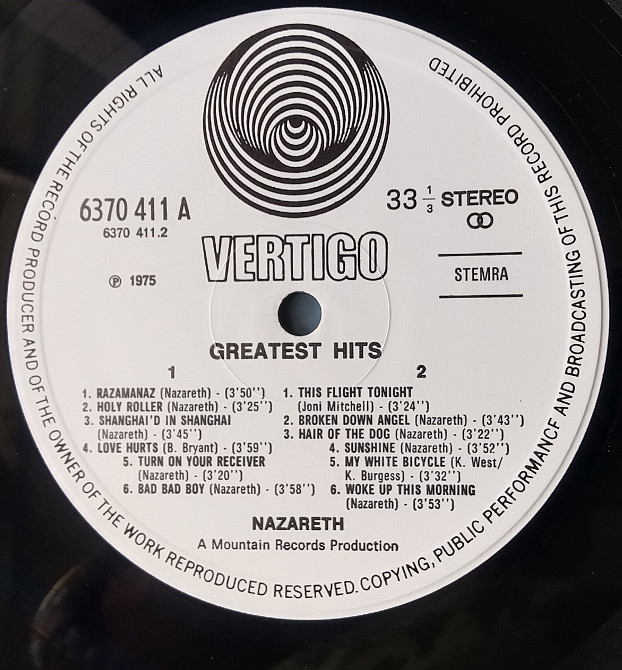 ALL RIGHTS OF THE RECORD PRODUCER AND OF THE OWNER OF THE WORK REPRODUCED RESERVED. COPYING, PUBLIC PERFORMANCE AND BROADCASTING OF THIS RECORD PROHIBITED
6370 411 A
6370 411.2
33 1/3 STEREO
VERTIGO
℗ 1975
STEMRA
GREATEST HITS
1
1. RAZAMANAZ (Nazareth) - (3'50'')
2. HOLY ROLLER (Nazareth) - (3'25'')
3. SHANGHAI'D IN SHANGHAI
(Nazareth) - (3'45'')
4. LOVE HURTS (B. Bryant) - (3'59'')
5. TURN ON YOUR RECEIVER
(Nazareth) - (3'20'')
6. BAD BAD BOY (Nazareth) - (3'58'')
2
1. THIS FLIGHT TONIGHT
(Joni Mitchell) - (3'24'')
2. BROKEN DOWN ANGEL (Nazareth) - (3'43'')
3. HAIR OF THE DOG (Nazareth) - (3'22'')
4. SUNSHINE (Nazareth) - (3'52'')
5. MY WHITE BICYCLE (K. West/
K. Burgess) - (3'32'')
6. WOKE UP THIS MORNING
(Nazareth) - (3'53'')
NAZARETH
A Mountain Records Production